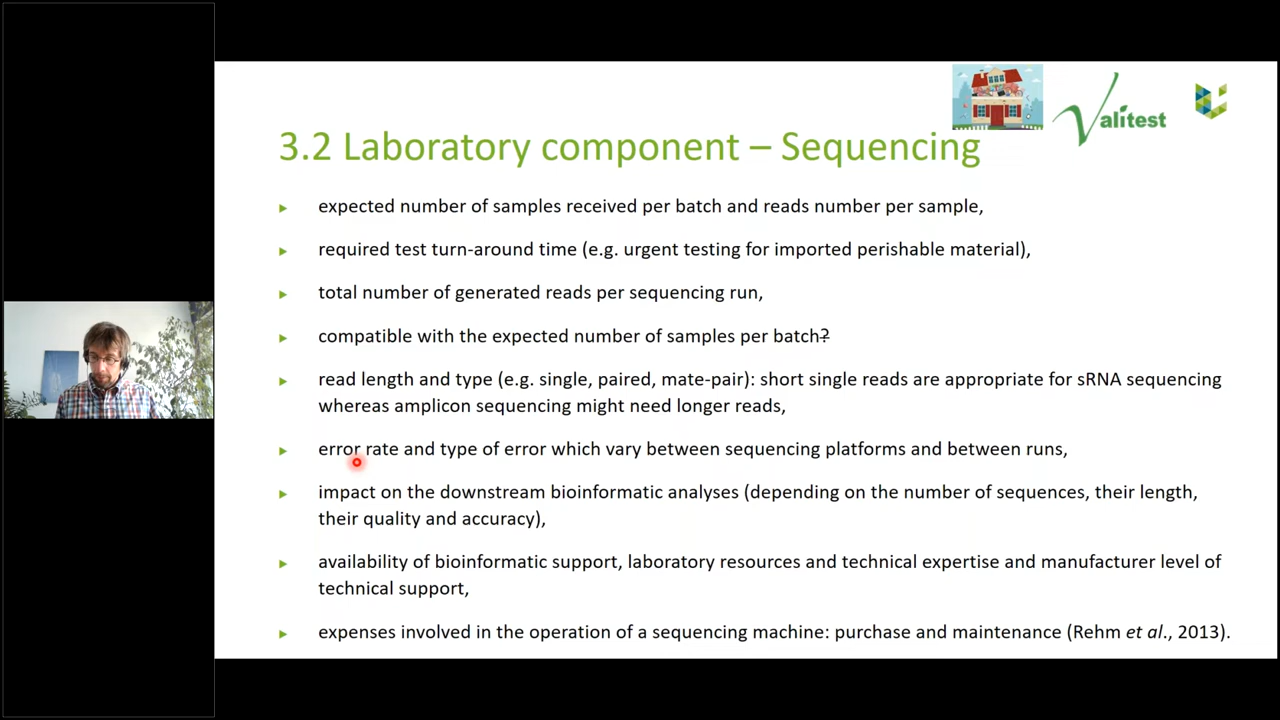 Valitest
3.2 Laboratory component – Sequencing
expected number of samples received per batch and reads number per sample,
required test turn-around time (e.g. urgent testing for imported perishable material),
total number of generated reads per sequencing run,
compatible with the expected number of samples per batch?
read length and type (e.g. single, paired, mate-pair): short single reads are appropriate for sRNA sequencing
whereas amplicon sequencing might need longer reads,
error rate and type of error which vary between sequencing platforms and between runs,
impact on the downstream bioinformatic analyses (depending on the number of sequences, their length,
their quality and accuracy),
availability of bioinformatic support, laboratory resources and technical expertise and manufacturer level of
technical support,
expenses involved in the operation of a sequencing machine: purchase and maintenance (Rehm et al., 2013).